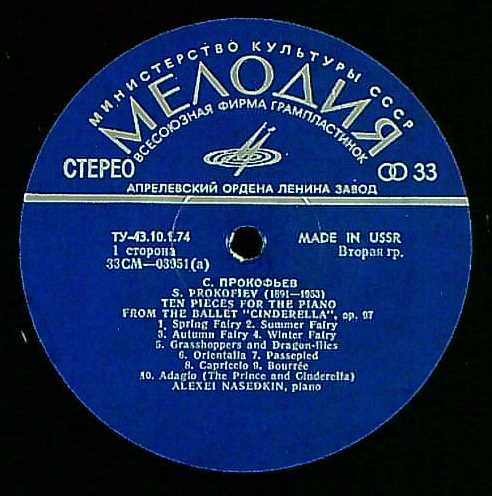 МИНИСТЕРСТВО КУЛЬТУРЫ СССР
МЕЛОДИЯ
ВСЕСОЮЗНАЯ ФИРМА ГРАМПЛАСТИНОК
СТЕРЕО 33
АПРЕЛЕВСКИЙ ОРДЕНА ЛЕНИНА ЗАВОД
ТУ-43.10.1.74 MADE IN USSR
1 сторона Вторая гр.
33СМ—03951(а)
С. ПРОКОФЬЕВ
S. PROKOFIEV (1891—1953)
TEN PIECES FOR THE PIANO
FROM THE BALLET "CINDERELLA", op. 97
1. Spring Fairy 2. Summer Fairy
3. Autumn Fairy 4. Winter Fairy
5. Grasshoppers and Dragon-flies
6. Orientalia 7. Passepied
8. Capriccio 9. Bourrée
10. Adagio (The Prince and Cinderella)
ALEXEI NASEDKIN, piano